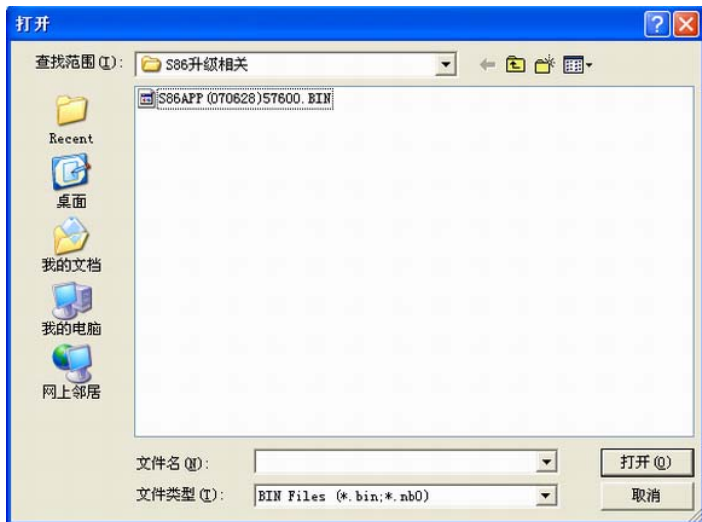 打开
查找范围(I): S86升级相关
S86APP(070628)57600.BIN
Recent
桌面
我的文档
我的电脑
网上邻居
文件名(N): 打开(O)
文件类型(T): BIN Files (*.bin;*.nb0) 取消